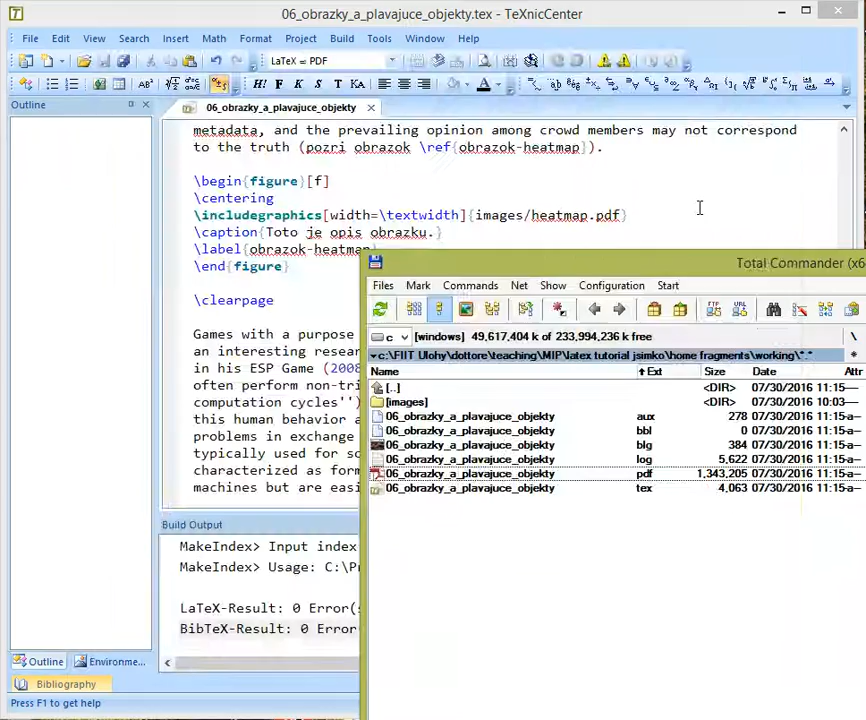 06_obrazky_a_plavajuce_objekty.tex - TeXnicCenter
File Edit View Search Insert Math Format Project Build Tools Window Help
LaTeX ⇨ PDF
Outline
06_obrazky_a_plavajuce_objekty
metadata, and the prevailing opinion among crowd members may not correspond
to the truth (pozri obrazok \ref{obrazok-heatmap}).
\begin{figure}[f]
\centering
\includegraphics[width=\textwidth]{images/heatmap.pdf}
\caption{Toto je opis obrazku.}
\label{obrazok-heatmap
\end{figure}
\clearpage
Games with a purpose
an interesting resear
in his ESP Game (2008
often perform non-tri
computation cycles'')
this human behavior a
problems in exchange
typically used for so
characterized as form
machines but are easi
Build Output
MakeIndex> Input index
MakeIndex> Usage: C:\Pr
LaTeX-Result: 0 Error(s
BibTeX-Result: 0 Error
Outline Environme...
Bibliography
Press F1 to get help
Total Commander (x6
Files Mark Commands Net Show Configuration Start
FTP URL
c [windows] 49,617,404 k of 233,994,236 k free \
c:\FIIT Ulohy\dottore\teaching\MIP\latex tutorial jsimko\home fragments\working\*.* *
Name Ext Size Date Attr
[..] <DIR> 07/30/2016 11:15----
[images] <DIR> 07/30/2016 10:03----
06_obrazky_a_plavajuce_objekty aux 278 07/30/2016 11:15-a--
06_obrazky_a_plavajuce_objekty bbl 0 07/30/2016 11:15-a--
06_obrazky_a_plavajuce_objekty blg 384 07/30/2016 11:15-a--
06_obrazky_a_plavajuce_objekty log 5,622 07/30/2016 11:15-a--
06_obrazky_a_plavajuce_objekty pdf 1,343,205 07/30/2016 11:15-a--
06_obrazky_a_plavajuce_objekty tex 4,063 07/30/2016 11:15-a--